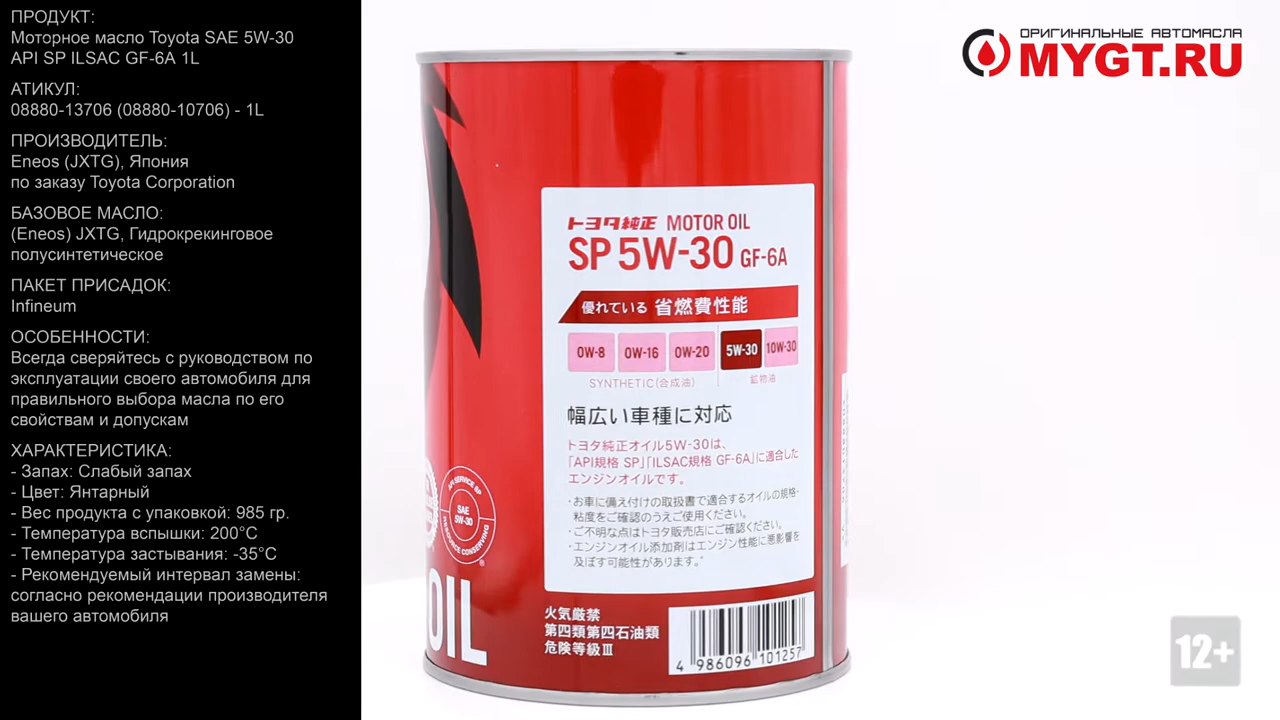 ПРОДУКТ:
Моторное масло Toyota SAE 5W-30
API SP ILSAC GF-6A 1L
АТИКУЛ:
08880-13706 (08880-10706) - 1L
ПРОИЗВОДИТЕЛЬ:
Eneos (JXTG), Япония
по заказу Toyota Corporation
БАЗОВОЕ МАСЛО:
(Eneos) JXTG, Гидрокрекинговое
полусинтетическое
ПАКЕТ ПРИСАДОК:
Infineum
ОСОБЕННОСТИ:
Всегда сверяйтесь с руководством по
эксплуатации своего автомобиля для
правильного выбора масла по его
свойствам и допускам
ХАРАКТЕРИСТИКА:
- Запах: Слабый запах
- Цвет: Янтарный
- Вес продукта с упаковкой: 985 гр.
- Температура вспышки: 200°C
- Температура застывания: -35°C
- Рекомендуемый интервал замены:
согласно рекомендации производителя
вашего автомобиля
ОРИГИНАЛЬНЫЕ АВТОМАСЛА
MYGT.RU
トヨタ純正 MOTOR OIL
SP 5W-30 GF-6A
優れている 省燃費性能
0W-8 0W-16 0W-20 5W-30 10W-30
SYNTHETIC(合成油) 鉱物油
幅広い車種に対応
トヨタ純正オイル5W-30は、
「API規格 SP」「ILSAC規格 GF-6A」に適合した
エンジンオイルです。
・お車に備え付けの取扱書で適合するオイルの規格・
粘度をご確認のうえご使用ください。
・ご不明な点はトヨタ販売店にご確認ください。
・エンジンオイル添加剤はエンジン性能に悪影響を
及ぼす可能性があります。
API SERVICE SP
SAE
5W-30
RESOURCE CONSERVING
OIL
火気厳禁
第四類第四石油類
危険等級Ⅲ
4 986096 101257
12+